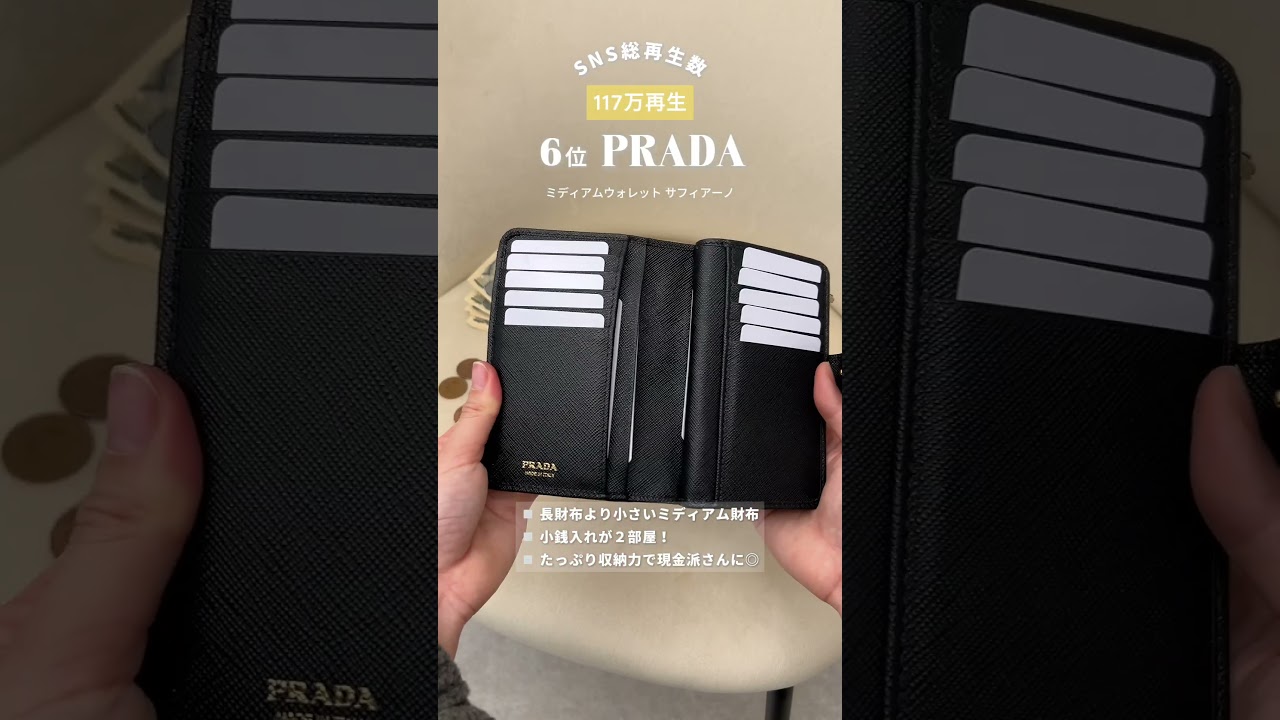 SNS総再生数
117万再生
6位 PRADA
ミディアムウォレット サフィアーノ
PRADA
MADE IN ITALY
長財布より小さいミディアム財布
小銭入れが２部屋！
たっぷり収納力で現金派さんに◎
PRADA